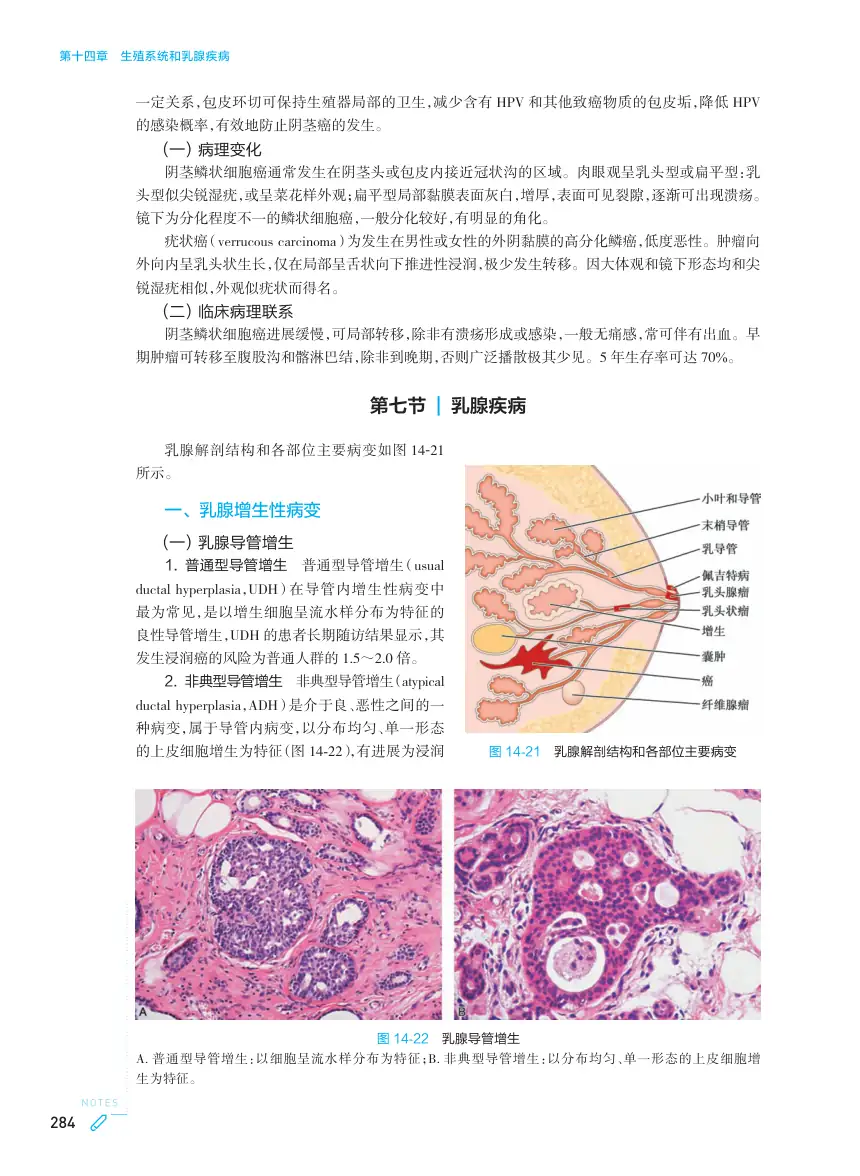 第十四章　生殖系统和乳腺疾病
一定关系,包皮环切可保持生殖器局部的卫生,减少含有 HPV 和其他致癌物质的包皮垢,降低 HPV
的感染概率,有效地防止阴茎癌的发生。
（一）病理变化
阴茎鳞状细胞癌通常发生在阴茎头或包皮内接近冠状沟的区域。肉眼观呈乳头型或扁平型:乳
头型似尖锐湿疣,或呈菜花样外观;扁平型局部黏膜表面灰白,增厚,表面可见裂隙,逐渐可出现溃疡。
镜下为分化程度不一的鳞状细胞癌,一般分化较好,有明显的角化。
疣状癌（verrucous carcinoma）为发生在男性或女性的外阴黏膜的高分化鳞癌,低度恶性。肿瘤向
外向内呈乳头状生长,仅在局部呈舌状向下推进性浸润,极少发生转移。因大体观和镜下形态均和尖
锐湿疣相似,外观似疣状而得名。
（二）临床病理联系
阴茎鳞状细胞癌进展缓慢,可局部转移,除非有溃疡形成或感染,一般无痛感,常可伴有出血。早
期肿瘤可转移至腹股沟和髂淋巴结,除非到晚期,否则广泛播散极其少见。5 年生存率可达 70%。
第七节 | 乳腺疾病
乳腺解剖结构和各部位主要病变如图 14-21
所示。
一、乳腺增生性病变
（一）乳腺导管增生
1. 普通型导管增生　普通型导管增生（usual
ductal hyperplasia,UDH）在导管内增生性病变中
最为常见,是以增生细胞呈流水样分布为特征的
良性导管增生,UDH 的患者长期随访结果显示,其
发生浸润癌的风险为普通人群的 1.5～2.0 倍。
2. 非典型导管增生　非典型导管增生（atypical
ductal hyperplasia,ADH）是介于良、恶性之间的一
种病变,属于导管内病变,以分布均匀、单一形态
的上皮细胞增生为特征（图 14-22）,有进展为浸润
小叶和导管
末梢导管
乳导管
佩吉特病
乳头腺瘤
乳头状瘤
增生
囊肿
癌
纤维腺瘤
图 14-21　乳腺解剖结构和各部位主要病变
A
B
图 14-22　乳腺导管增生
A. 普通型导管增生:以细胞呈流水样分布为特征;B. 非典型导管增生:以分布均匀、单一形态的上皮细胞增
生为特征。
NOTES
284